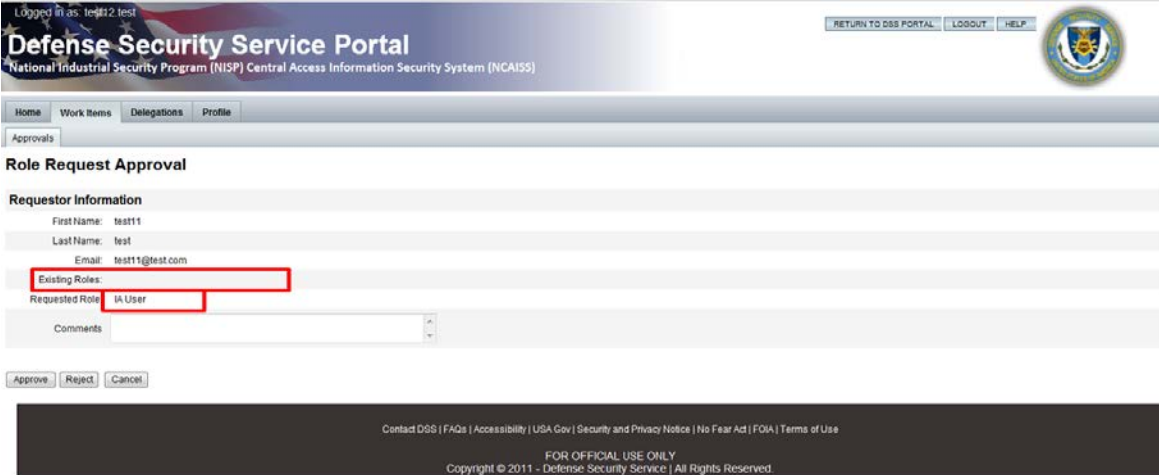 Logged in as: test12 test
RETURN TO DSS PORTAL LOGOUT HELP
Defense Security Service Portal
National Industrial Security Program (NISP) Central Access Information Security System (NCAISS)
Home Work Items Delegations Profile
Approvals
Role Request Approval
Requestor Information
First Name: test11
Last Name: test
Email: test11@test.com
Existing Roles:
Requested Role IA User
Comments
Approve Reject Cancel
Contact DSS | FAQs | Accessibility | USA Gov | Security and Privacy Notice | No Fear Act | FOIA | Terms of Use
FOR OFFICIAL USE ONLY
Copyright © 2011 - Defense Security Service | All Rights Reserved.